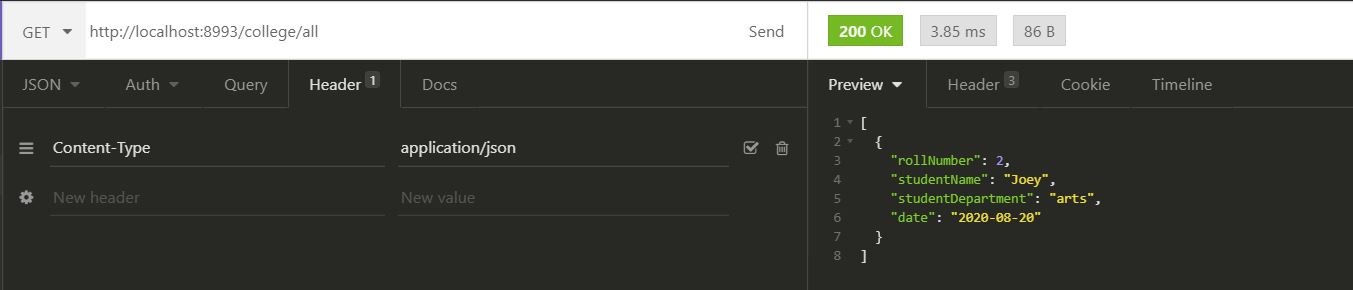 GET http://localhost:8993/college/all Send 200 OK 3.85 ms 86 B
JSON Auth Query Header 1 Docs Preview Header 3 Cookie Timeline
Content-Type application/json
New header New value
1 [
2 {
3 "rollNumber": 2,
4 "studentName": "Joey",
5 "studentDepartment": "arts",
6 "date": "2020-08-20"
7 }
8 ]